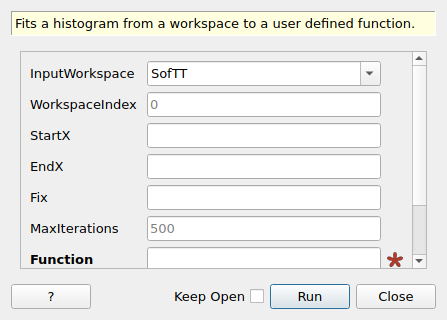 Fits a histogram from a workspace to a user defined function.
InputWorkspace SofTT
WorkspaceIndex 0
StartX
EndX
Fix
MaxIterations 500
Function *
? Keep Open Run Close